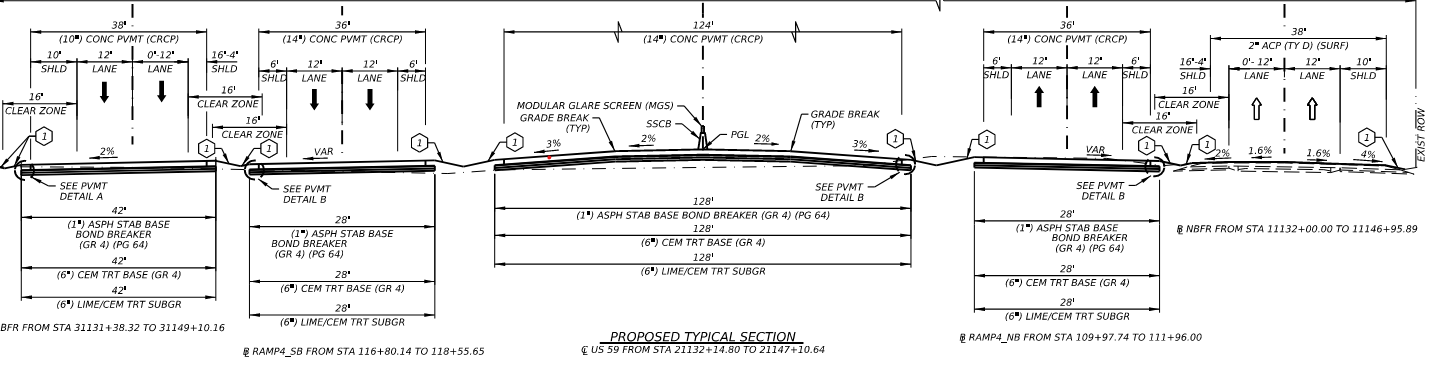 38' 36' 124' 36'
(10") CONC PVMT (CRCP) (14") CONC PVMT (CRCP) (14") CONC PVMT (CRCP) (14") CONC PVMT (CRCP) 38'
2" ACP (TY D) (SURF)
10' 12' 0'-12' 16'-4' 6' 12' 12' 6' 6' 12' 12' 6' 16'-4' 0'- 12' 12' 10'
SHLD LANE LANE SHLD SHLD LANE LANE SHLD SHLD LANE LANE SHLD SHLD LANE LANE SHLD
16' 16' 16'
CLEAR ZONE CLEAR ZONE CLEAR ZONE
16' 16'
CLEAR ZONE CLEAR ZONE
MODULAR GLARE SCREEN (MGS)
GRADE BREAK
(TYP)
SSCB
PGL
GRADE BREAK
(TYP)
1 1 1 1 1 1 1 1 1
2% VAR 3% 2% 2% 3% VAR 2% 1.6% 1.6% 4%
EXIST ROW
SEE PVMT
DETAIL A
SEE PVMT
DETAIL B
SEE PVMT
DETAIL B
SEE PVMT
DETAIL B
42'
(1") ASPH STAB BASE
BOND BREAKER
(GR 4) (PG 64)
42'
(6") CEM TRT BASE (GR 4)
42'
(6") LIME/CEM TRT SUBGR
BFR FROM STA 31131+38.32 TO 31149+10.16
28'
(1") ASPH STAB BASE
BOND BREAKER
(GR 4) (PG 64)
28'
(6") CEM TRT BASE (GR 4)
28'
(6") LIME/CEM TRT SUBGR
℄ RAMP4_SB FROM STA 116+80.14 TO 118+55.65
128'
(1") ASPH STAB BASE BOND BREAKER (GR 4) (PG 64)
128'
(6") CEM TRT BASE (GR 4)
128'
(6") LIME/CEM TRT SUBGR
PROPOSED TYPICAL SECTION
℄ US 59 FROM STA 21132+14.80 TO 21147+10.64
28'
(1") ASPH STAB BASE
BOND BREAKER
(GR 4) (PG 64)
28'
(6") CEM TRT BASE (GR 4)
28'
(6") LIME/CEM TRT SUBGR
℄ RAMP4_NB FROM STA 109+97.74 TO 111+96.00
℄ NBFR FROM STA 11132+00.00 TO 11146+95.89